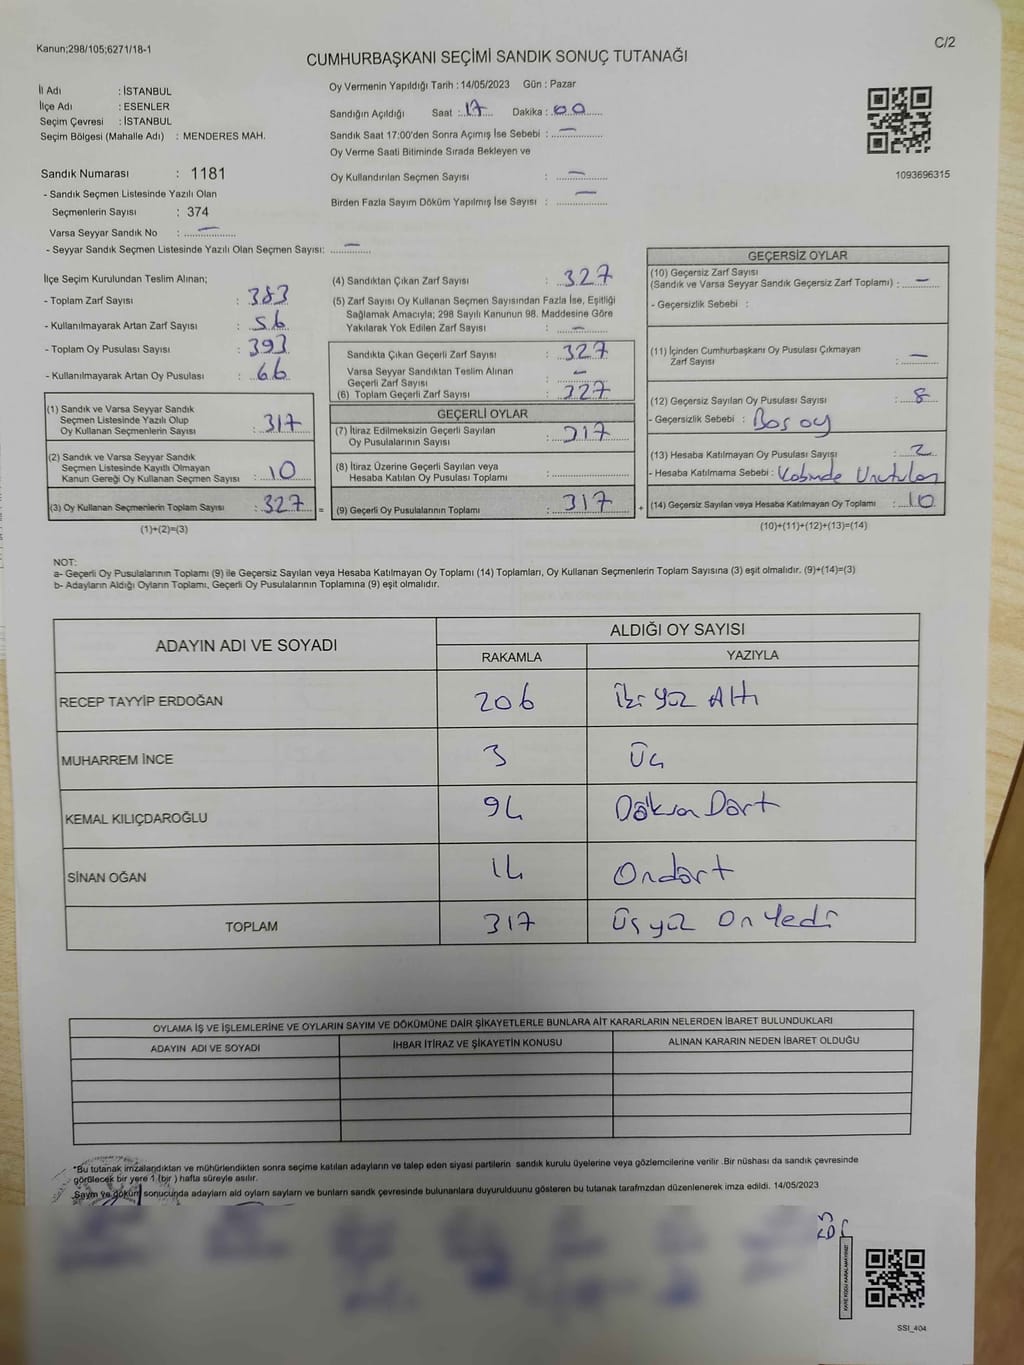 Kanun;298/105;6271/18-1
C/2
CUMHURBAŞKANI SEÇİMİ SANDIK SONUÇ TUTANAĞI
İl Adı : İSTANBUL
İlçe Adı : ESENLER
Seçim Çevresi : İSTANBUL
Seçim Bölgesi (Mahalle Adı) : MENDERES MAH.
Sandık Numarası : 1181
- Sandık Seçmen Listesinde Yazılı Olan
Seçmenlerin Sayısı : 374
Varsa Seyyar Sandık No : —
- Seyyar Sandık Seçmen Listesinde Yazılı Olan Seçmen Sayısı: —
Oy Vermenin Yapıldığı Tarih : 14/05/2023 Gün : Pazar
Sandığın Açıldığı Saat : 17 Dakika : 00
Sandık Saat 17:00'den Sonra Açımış İse Sebebi : —
Oy Verme Saati Bitiminde Sırada Bekleyen ve
Oy Kullandırılan Seçmen Sayısı : —
Birden Fazla Sayım Döküm Yapılmış İse Sayısı : —
1093696315
İlçe Seçim Kurulundan Teslim Alınan;
- Toplam Zarf Sayısı : 383
- Kullanılmayarak Artan Zarf Sayısı : 56
- Toplam Oy Pusulası Sayısı : 393
- Kullanılmayarak Artan Oy Pusulası : 66
(1) Sandık ve Varsa Seyyar Sandık
Seçmen Listesinde Yazılı Olup
Oy Kullanan Seçmenlerin Sayısı : 317
(2) Sandık ve Varsa Seyyar Sandık
Seçmen Listesinde Kayıtlı Olmayan
Kanun Gereği Oy Kullanan Seçmen Sayısı : 10
(3) Oy Kullanan Seçmenlerin Toplam Sayısı : 327 =
(1)+(2)=(3)
(4) Sandıktan Çıkan Zarf Sayısı : 327
(5) Zarf Sayısı Oy Kullanan Seçmen Sayısından Fazla İse, Eşitliği
Sağlamak Amacıyla; 298 Sayılı Kanunun 98. Maddesine Göre
Yakılarak Yok Edilen Zarf Sayısı : —
Sandıkta Çıkan Geçerli Zarf Sayısı : 327
Varsa Seyyar Sandıktan Teslim Alınan
Geçerli Zarf Sayısı : —
(6) Toplam Geçerli Zarf Sayısı : 327
GEÇERLİ OYLAR
(7) İtiraz Edilmeksizin Geçerli Sayılan
Oy Pusulalarının Sayısı : 317
(8) İtiraz Üzerine Geçerli Sayılan veya
Hesaba Katılan Oy Pusulası Toplamı :
(9) Geçerli Oy Pusulalarının Toplamı : 317 +
GEÇERSİZ OYLAR
(10) Geçersiz Zarf Sayısı
(Sandık ve Varsa Seyyar Sandık Geçersiz Zarf Toplamı) : —
- Geçersizlik Sebebi :
(11) İçinden Cumhurbaşkanı Oy Pusulası Çıkmayan
Zarf Sayısı : —
(12) Geçersiz Sayılan Oy Pusulası Sayısı : 8
- Geçersizlik Sebebi : Boş oy
(13) Hesaba Katılmayan Oy Pusulası Sayışı : 2
- Hesaba Katılmama Sebebi : Kabinde Unutulan
(14) Geçersiz Sayılan veya Hesaba Katılmayan Oy Toplamı : 10
(10)+(11)+(12)+(13)=(14)
NOT:
a- Geçerli Oy Pusulalarının Toplamı (9) ile Geçersiz Sayılan veya Hesaba Katılmayan Oy Toplamı (14) Toplamları, Oy Kullanan Seçmenlerin Toplam Sayısına (3) eşit olmalıdır. (9)+(14)=(3)
b- Adayların Aldığı Oyların Toplamı, Geçerli Oy Pusulalarının Toplamına (9) eşit olmalıdır.
ADAYIN ADI VE SOYADI
ALDIĞI OY SAYISI
RAKAMLA YAZIYLA
RECEP TAYYİP ERDOĞAN 206 İki yüz Altı
MUHARREM İNCE 3 Üç
KEMAL KILIÇDAROĞLU 94 Doksan Dört
SİNAN OĞAN 14 Ondört
TOPLAM 317 Üç yüz On Yedi
OYLAMA İŞ VE İŞLEMLERİNE VE OYLARIN SAYIM VE DÖKÜMÜNE DAİR ŞİKAYETLERLE BUNLARA AİT KARARLARIN NELERDEN İBARET BULUNDUKLARI
ADAYIN ADI VE SOYADI İHBAR İTİRAZ VE ŞİKAYETİN KONUSU ALINAN KARARIN NEDEN İBARET OLDUĞU
*Bu tutanak imzalandıktan ve mühürlendikten sonra seçime katılan adayların ve talep eden siyasi partilerin sandık kurulu üyelerine veya gözlemcilerine verilir .Bir nüshası da sandık çevresinde
görülecek bir yere 1 (bir ) hafta süreyle asılır.
Sayım ve döküm sonucunda adayların ald oyların sayların ve bunların sandık çevresinde bulunanlara duyurulduunu gösteren bu tutanak tarafmzdan düzenlenerek imza edildi. 14/05/2023
SSI_404